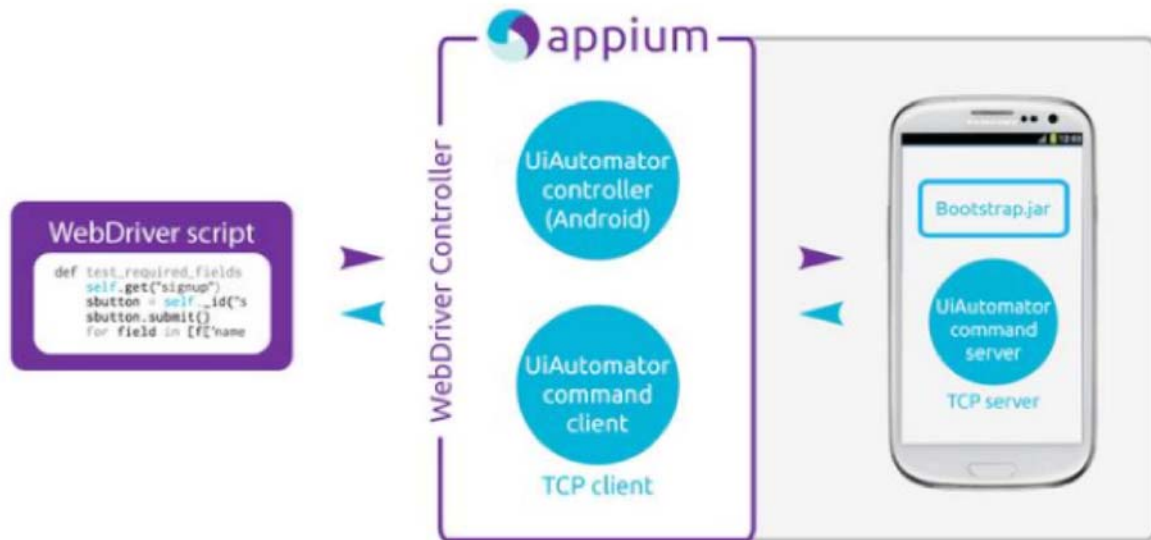 appium
WebDriver script
def test_required_fields
self.get("signup")
sbutton = self._id("s
sbutton.submit()
for field in [f['name
WebDriver Controller
UiAutomator
controller
(Android)
UiAutomator
command
client
TCP client
Bootstrap.jar
UiAutomator
command
server
TCP server